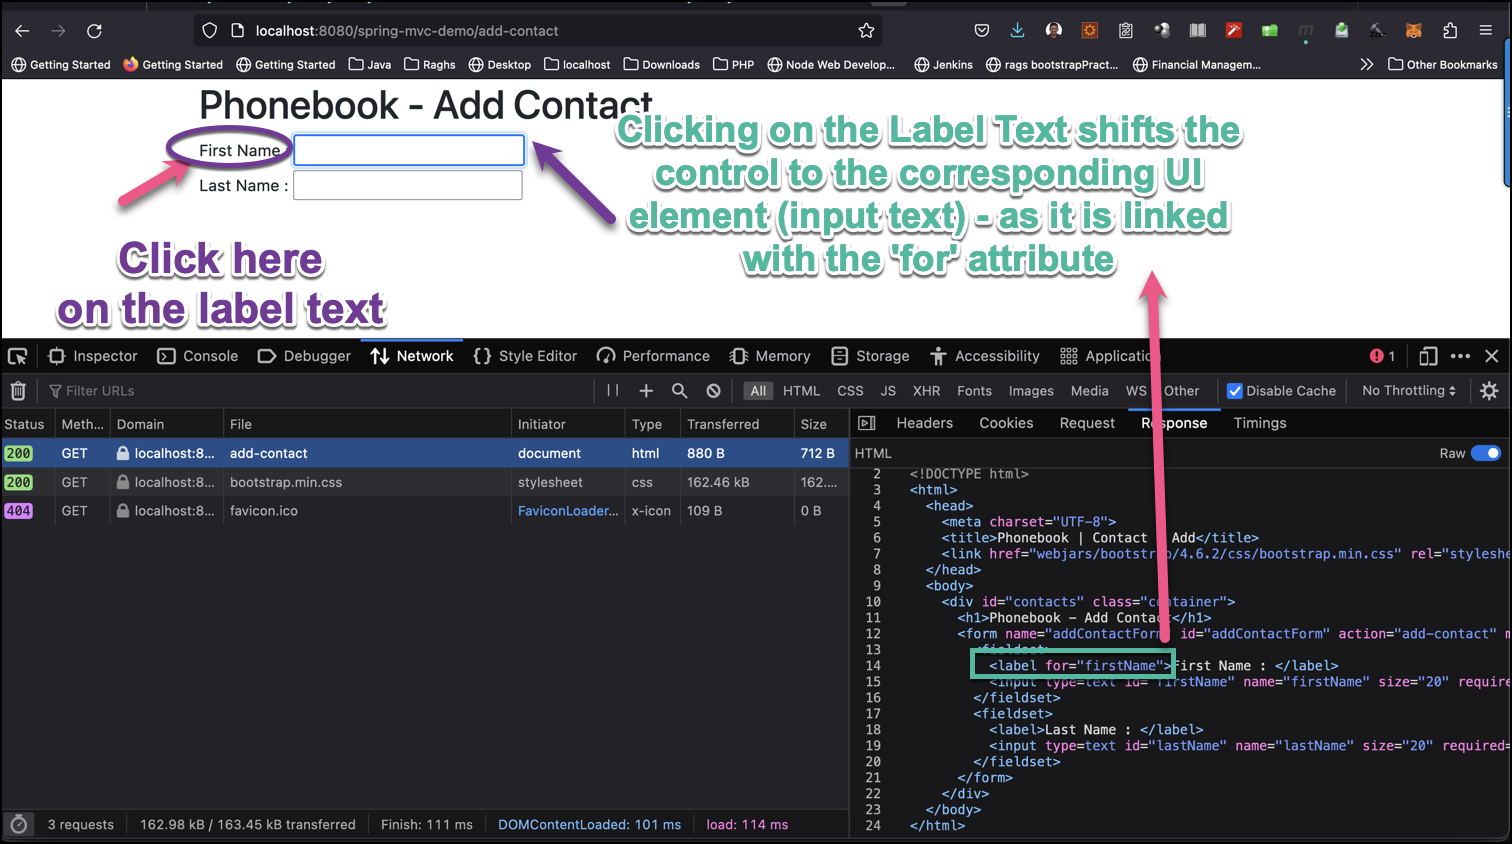 localhost:8080/spring-mvc-demo/add-contact
Getting Started Getting Started Getting Started Java Raghs Desktop localhost Downloads PHP Node Web Develop... Jenkins rags bootstrapPract... Financial Managem... Other Bookmarks
Phonebook - Add Contact
First Name
Last Name :
Clicking on the Label Text shifts the
control to the corresponding UI
element (input text) - as it is linked
with the 'for' attribute
Click here
on the label text
Inspector Console Debugger Network Style Editor Performance Memory Storage Accessibility Application 1
Filter URLs All HTML CSS JS XHR Fonts Images Media WS Other Disable Cache No Throttling
Status Meth... Domain File Initiator Type Transferred Size
200 GET localhost:8... add-contact document html 880 B 712 B
200 GET localhost:8... bootstrap.min.css stylesheet css 162.46 kB 162....
404 GET localhost:8... favicon.ico FaviconLoader... x-icon 109 B 0 B
Headers Cookies Request Response Timings
HTML Raw
2 <!DOCTYPE html>
3 <html>
4 <head>
5 <meta charset="UTF-8">
6 <title>Phonebook | Contact Add</title>
7 <link href="webjars/bootstrap/4.6.2/css/bootstrap.min.css" rel="styleshe
8 </head>
9 <body>
10 <div id="contacts" class="container">
11 <h1>Phonebook – Add Contact</h1>
12 <form name="addContactForm" id="addContactForm" action="add-contact" m
13 <fieldset>
14 <label for="firstName">First Name : </label>
15 <input type=text id="firstName" name="firstName" size="20" require
16 </fieldset>
17 <fieldset>
18 <label>Last Name : </label>
19 <input type=text id="lastName" name="lastName" size="20" required=
20 </fieldset>
21 </form>
22 </div>
23 </body>
24 </html>
3 requests 162.98 kB / 163.45 kB transferred Finish: 111 ms DOMContentLoaded: 101 ms load: 114 ms